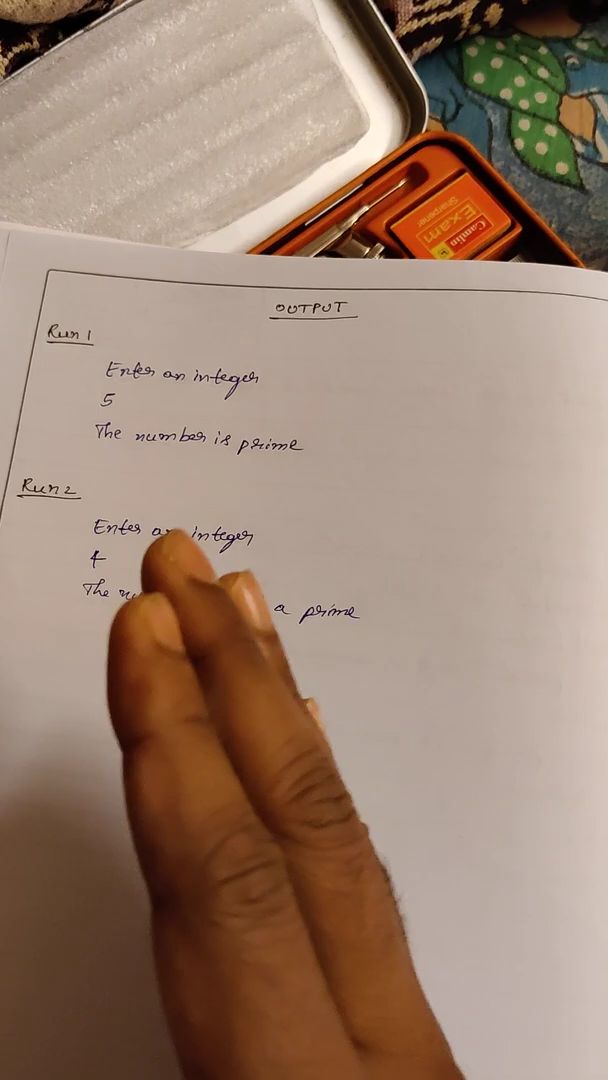 Sharpener
Exam
Camlin
OUTPUT
Run 1
Enter an integer
5
The number is prime
Run 2
Enter integer
4
The a prime